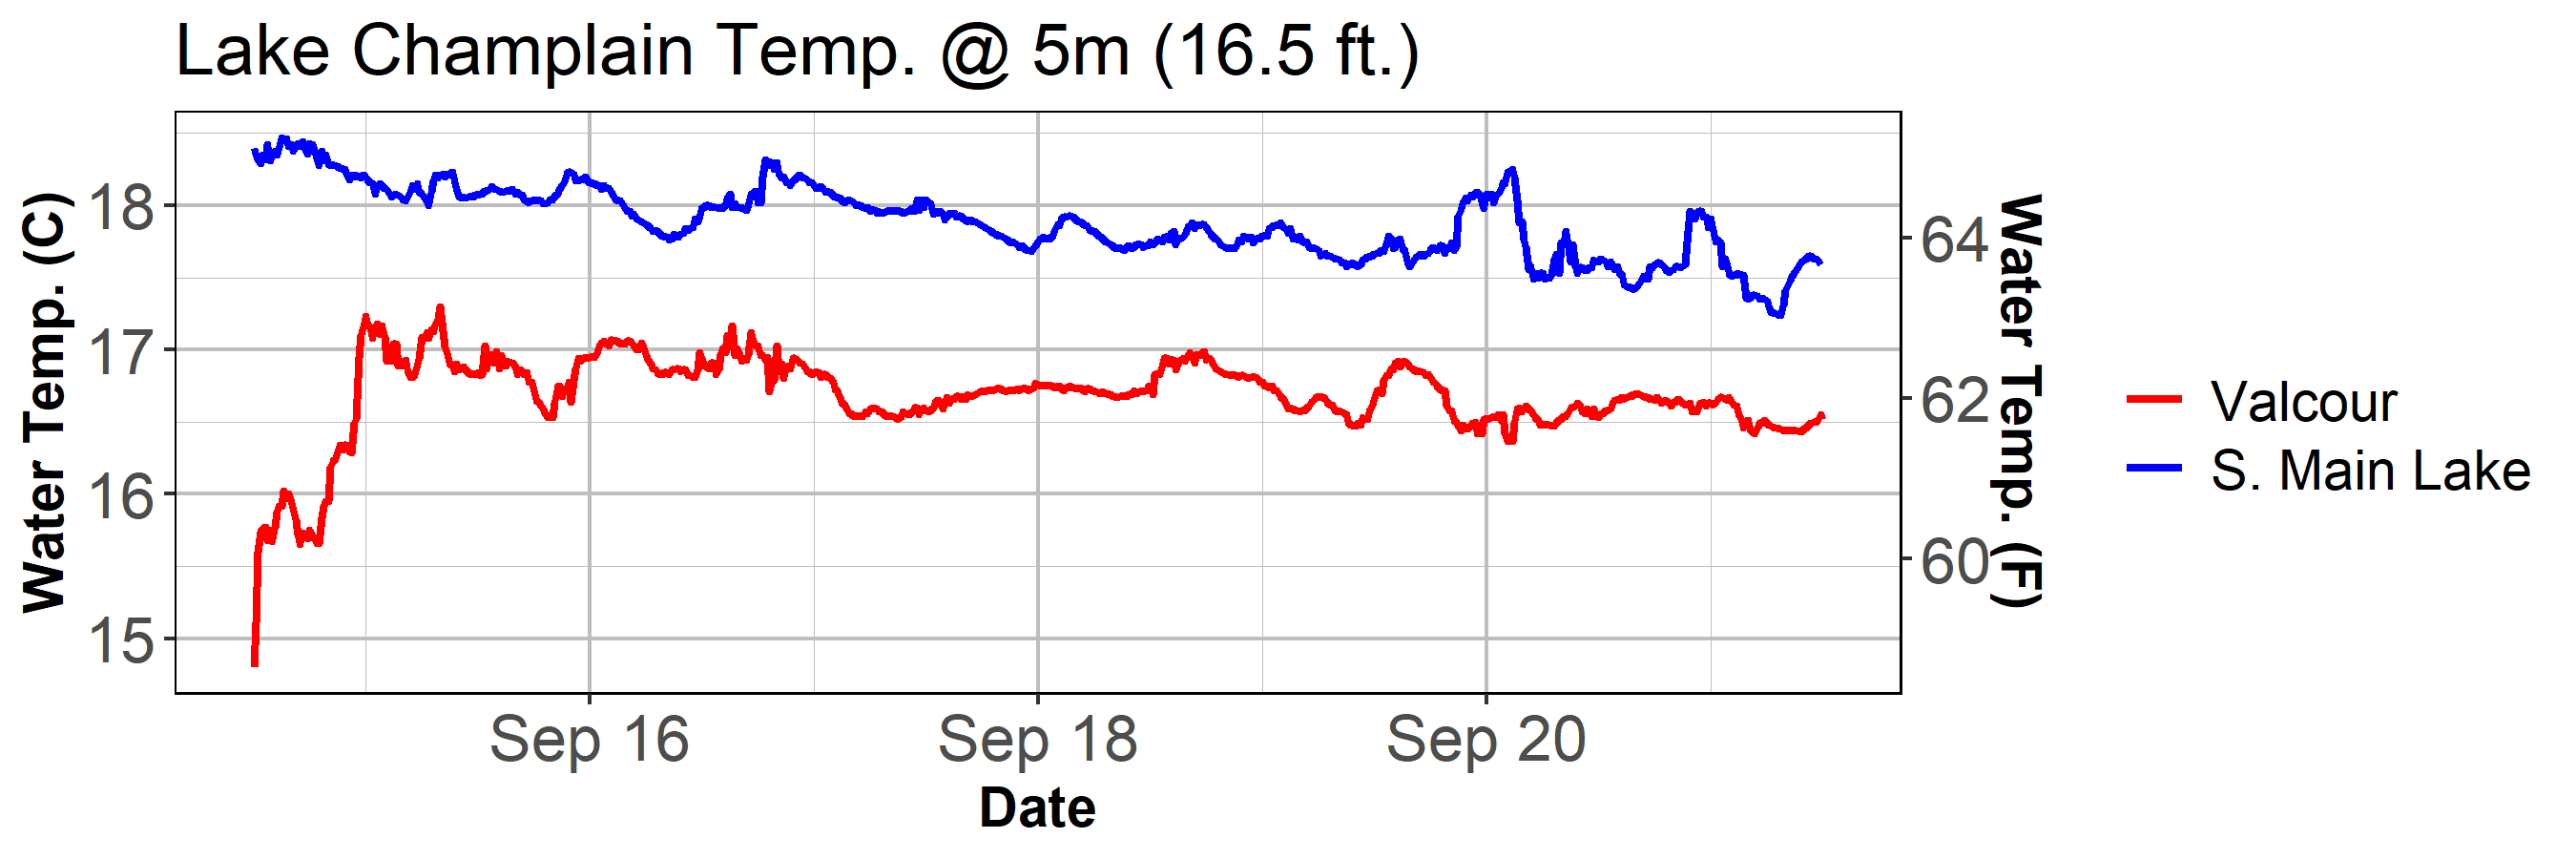 Lake Champlain Temp. @ 5m (16.5 ft.)
Water Temp. (C)
18
17
16
15
64
62
60
Water Temp. (F)
Valcour
S. Main Lake
Sep 16
Sep 18
Sep 20
Date